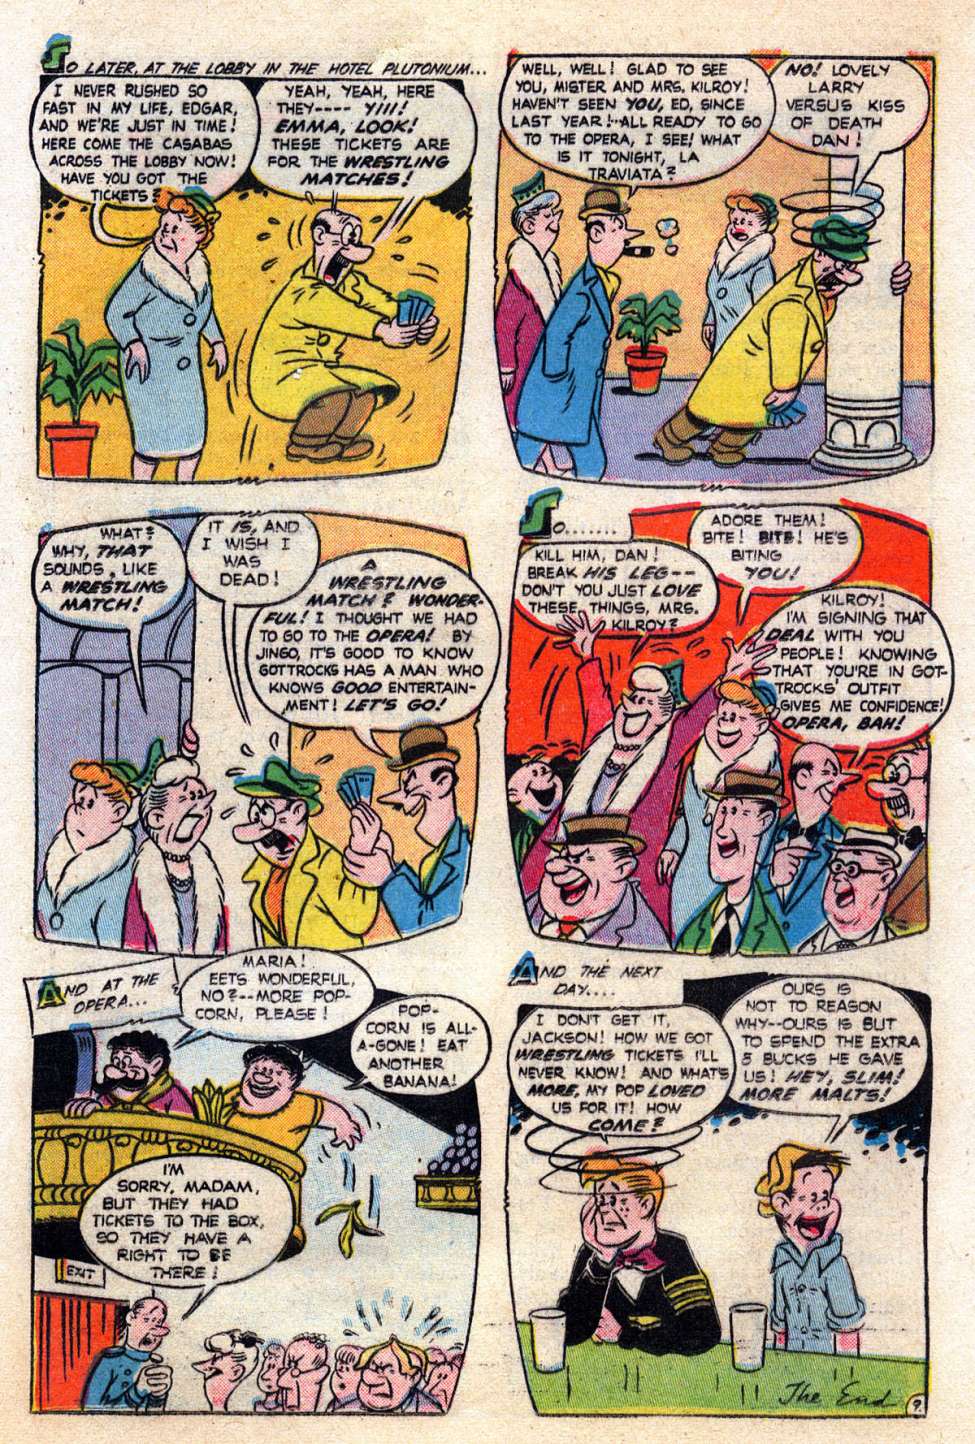 SO LATER, AT THE LOBBY IN THE HOTEL PLUTONIUM...
I NEVER RUSHED SO
FAST IN MY LIFE, EDGAR,
AND WE'RE JUST IN TIME!
HERE COME THE CASABAS
ACROSS THE LOBBY NOW!
HAVE YOU GOT THE
TICKETS?
YEAH, YEAH, HERE
THEY---- YIII!
EMMA, LOOK!
THESE TICKETS ARE
FOR THE WRESTLING
MATCHES!
WELL, WELL! GLAD TO SEE
YOU, MISTER AND MRS. KILROY!
HAVEN'T SEEN YOU, ED, SINCE
LAST YEAR!--ALL READY TO GO
TO THE OPERA, I SEE! WHAT
IS IT TONIGHT, LA
TRAVIATA?
NO! LOVELY
LARRY
VERSUS KISS
OF DEATH
DAN!
WHAT?
WHY, THAT
SOUNDS LIKE
A WRESTLING
MATCH!
IT IS, AND
I WISH I
WAS
DEAD!
A
WRESTLING
MATCH? WONDER-
FUL! I THOUGHT WE HAD
TO GO TO THE OPERA! BY
JINGO, IT'S GOOD TO KNOW
GOTTROCKS HAS A MAN WHO
KNOWS GOOD ENTERTAIN-
MENT! LET'S GO!
SO.......
KILL HIM, DAN!
BREAK HIS LEG--
DON'T YOU JUST LOVE
THESE THINGS, MRS.
KILROY?
ADORE THEM!
BITE! BITE! HE'S
BITING
YOU!
KILROY!
I'M SIGNING THAT
DEAL WITH YOU
PEOPLE! KNOWING
THAT YOU'RE IN GOT-
TROCKS' OUTFIT
GIVES ME CONFIDENCE!
OPERA, BAH!
AND AT THE
OPERA...
MARIA!
EETS WONDERFUL,
NO?--MORE POP-
CORN, PLEASE!
POP-
CORN IS ALL-
A-GONE! EAT
ANOTHER
BANANA!
I'M
SORRY, MADAM,
BUT THEY HAD
TICKETS TO THE BOX,
SO THEY HAVE A
RIGHT TO BE
THERE!
EXIT
AND THE NEXT
DAY....
I DON'T GET IT,
JACKSON! HOW WE GOT
WRESTLING TICKETS I'LL
NEVER KNOW! AND WHAT'S
MORE, MY POP LOVED
US FOR IT! HOW
COME?
OURS IS
NOT TO REASON
WHY--OURS IS BUT
TO SPEND THE EXTRA
5 BUCKS HE GAVE
US! HEY, SLIM!
MORE MALTS!
The End
9.